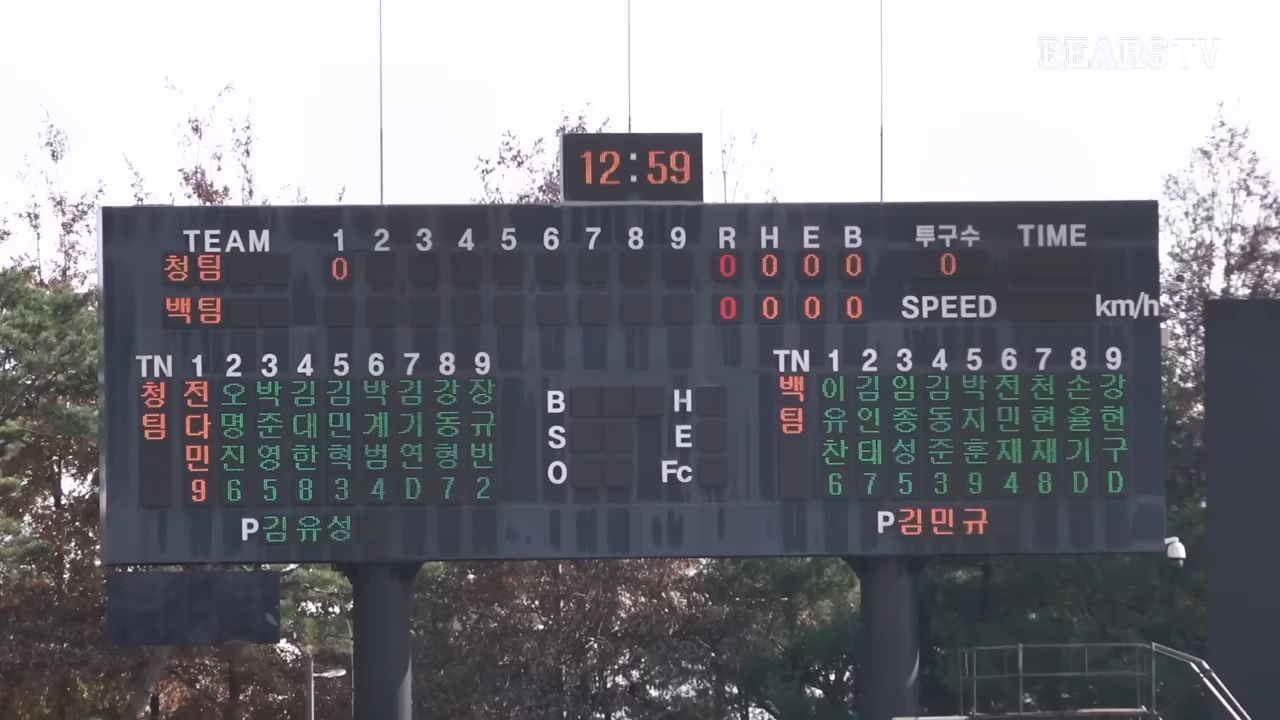 BEARSTV
12:59
TEAM 1 2 3 4 5 6 7 8 9 R H E B 투구수 TIME
청팀 0 0 0 0 0 0
백팀 0 0 0 0 SPEED km/h
TN 1 2 3 4 5 6 7 8 9
청 전 오 박 김 김 박 김 강 장
팀 다 명 준 대 민 계 기 동 규
민 진 영 한 혁 범 연 형 빈
9 6 5 8 3 4 D 7 2
P 김유성
B H
S E
O Fc
TN 1 2 3 4 5 6 7 8 9
백 이 김 임 김 박 전 천 손 강
팀 유 인 종 동 지 민 현 율 현
찬 태 성 준 훈 재 재 기 구
6 7 5 3 9 4 8 D D
P 김민규